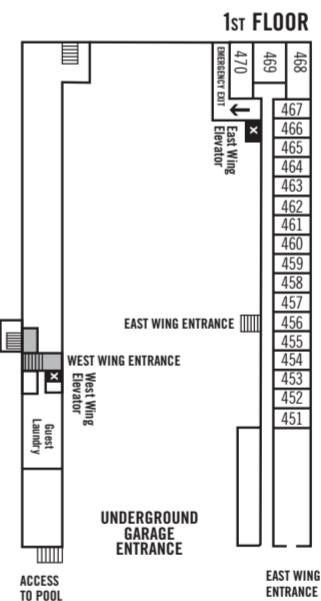 1ST FLOOR
EMERGENCY EXIT
470
469
468
East Wing
Elevator
467
466
465
464
463
462
461
460
459
458
457
456
455
454
453
452
451
EAST WING ENTRANCE
WEST WING ENTRANCE
West Wing
Elevator
Guest
Laundry
UNDERGROUND
GARAGE
ENTRANCE
ACCESS
TO POOL
EAST WING
ENTRANCE